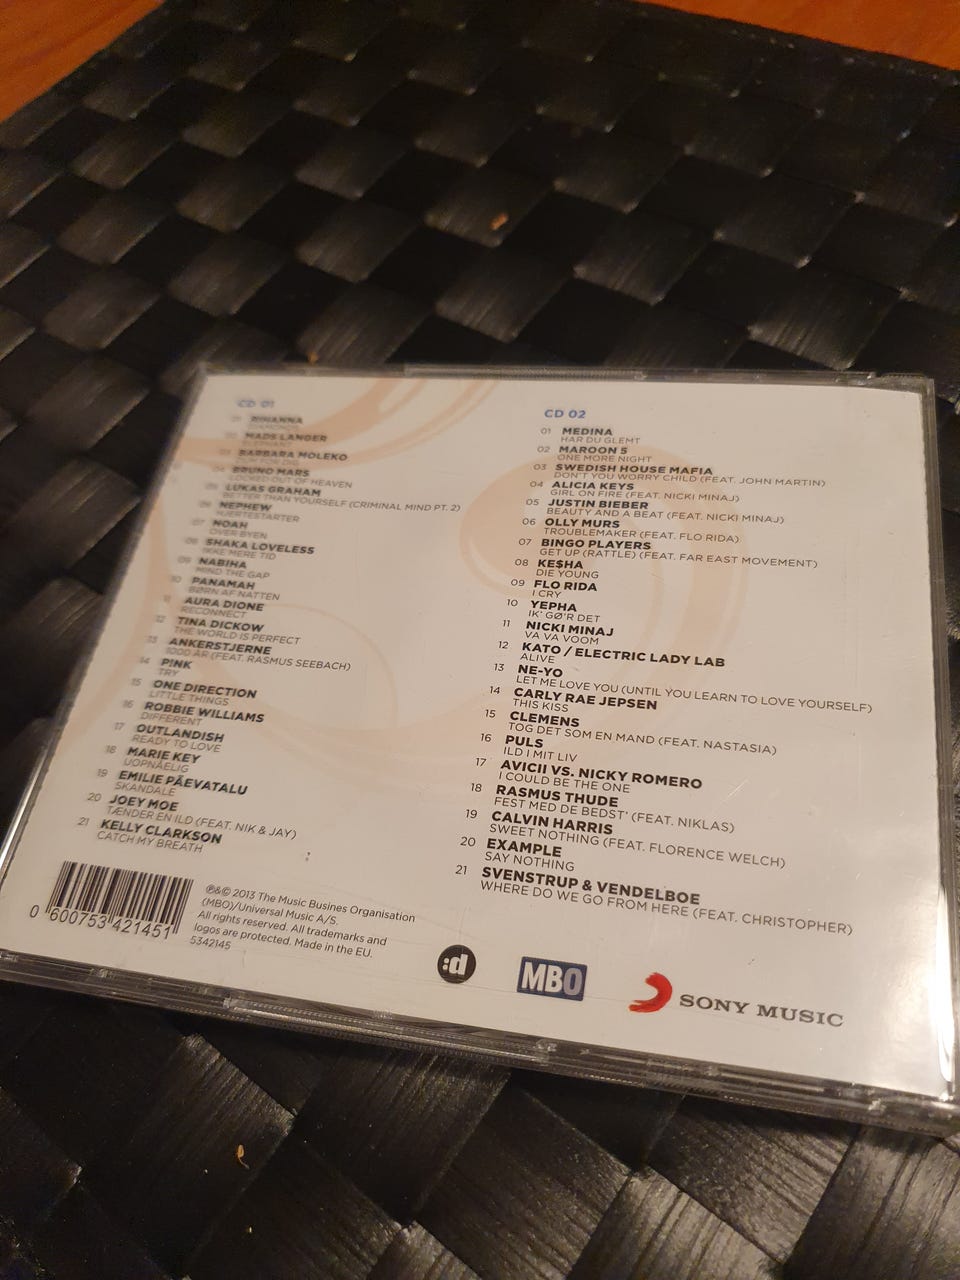 CD 01
01 RIHANNA
DIAMONDS
02 MADS LANGER
ELEPHANT
03 BARBARA MOLEKO
DUM FOR DIG
04 BRUNO MARS
LOCKED OUT OF HEAVEN
05 LUKAS GRAHAM
BETTER THAN YOURSELF (CRIMINAL MIND PT. 2)
06 NEPHEW
HJERTESTARTER
07 NOAH
OVER BYEN
08 SHAKA LOVELESS
IKKE MERE TID
09 NABIHA
MIND THE GAP
10 PANAMAH
BØRN AF NATTEN
11 AURA DIONE
RECONNECT
12 TINA DICKOW
THE WORLD IS PERFECT
13 ANKERSTJERNE
1000 ÅR (FEAT. RASMUS SEEBACH)
14 PINK
TRY
15 ONE DIRECTION
LITTLE THINGS
16 ROBBIE WILLIAMS
DIFFERENT
17 OUTLANDISH
READY TO LOVE
18 MARIE KEY
UOPNÅELIG
19 EMILIE PÄEVATALU
SKANDALE
20 JOEY MOE
TÆNDER EN ILD (FEAT. NIK & JAY)
21 KELLY CLARKSON
CATCH MY BREATH
CD 02
01 MEDINA
HAR DU GLEMT
02 MAROON 5
ONE MORE NIGHT
03 SWEDISH HOUSE MAFIA
DON'T YOU WORRY CHILD (FEAT. JOHN MARTIN)
04 ALICIA KEYS
GIRL ON FIRE (FEAT. NICKI MINAJ)
05 JUSTIN BIEBER
BEAUTY AND A BEAT (FEAT. NICKI MINAJ)
06 OLLY MURS
TROUBLEMAKER (FEAT. FLO RIDA)
07 BINGO PLAYERS
GET UP (RATTLE) (FEAT. FAR EAST MOVEMENT)
08 KE$HA
DIE YOUNG
09 FLO RIDA
I CRY
10 YEPHA
IK' GØ'R DET
11 NICKI MINAJ
VA VA VOOM
12 KATO / ELECTRIC LADY LAB
ALIVE
13 NE-YO
LET ME LOVE YOU (UNTIL YOU LEARN TO LOVE YOURSELF)
14 CARLY RAE JEPSEN
THIS KISS
15 CLEMENS
TOG DET SOM EN MAND (FEAT. NASTASIA)
16 PULS
ILD I MIT LIV
17 AVICII VS. NICKY ROMERO
I COULD BE THE ONE
18 RASMUS THUDE
FEST MED DE BEDST' (FEAT. NIKLAS)
19 CALVIN HARRIS
SWEET NOTHING (FEAT. FLORENCE WELCH)
20 EXAMPLE
SAY NOTHING
21 SVENSTRUP & VENDELBOE
WHERE DO WE GO FROM HERE (FEAT. CHRISTOPHER)
0 600753 421451
℗&© 2013 The Music Busines Organisation
(MBO)/Universal Music A/S.
All rights reserved. All trademarks and
logos are protected. Made in the EU.
5342145
:d
MBO
SONY MUSIC